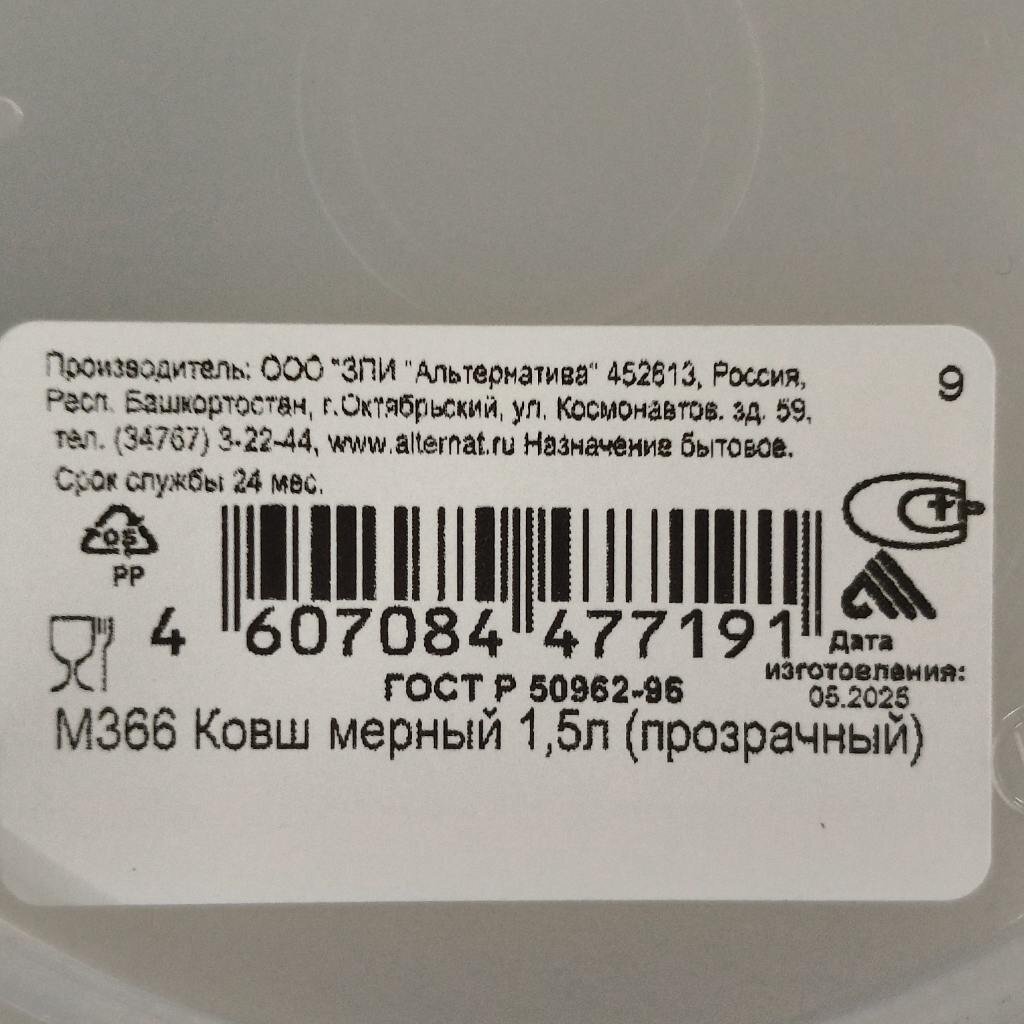 Производитель: ООО "ЗПИ "Альтернатива" 452613, Россия,
Респ. Башкортостан, г.Октябрьский, ул. Космонавтов. зд. 59,
тел. (34767) 3-22-44, www.alternat.ru Назначение бытовое.
Срок службы 24 мес.
9
05
PP
4 607084 477191
Дата
изготовления:
05.2025
ГОСТ Р 50962-96
М366 Ковш мерный 1,5л (прозрачный)